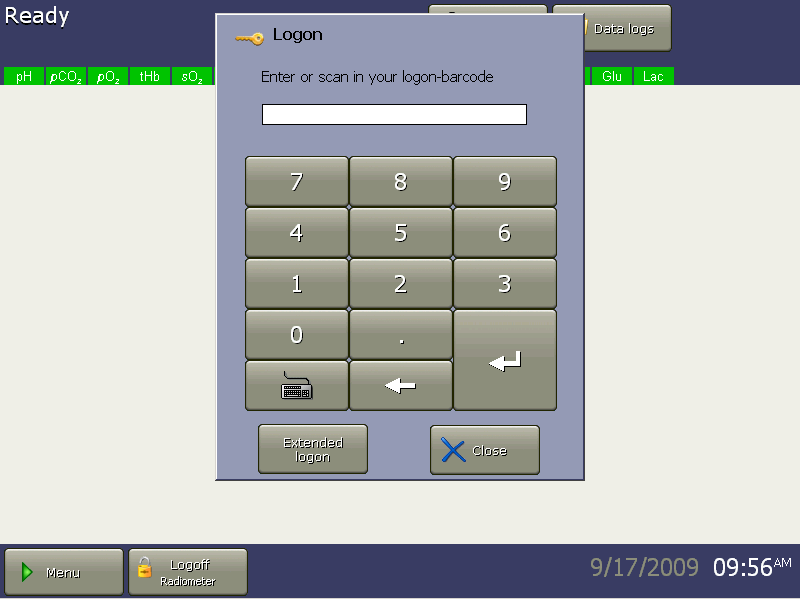 Ready
Data logs
pH pCO2 pO2 tHb sO2 Glu Lac
Logon
Enter or scan in your logon-barcode
7 8 9
4 5 6
1 2 3
0 .
Extended
logon
Close
Menu
Logoff
Radiometer
9/17/2009 09:56AM